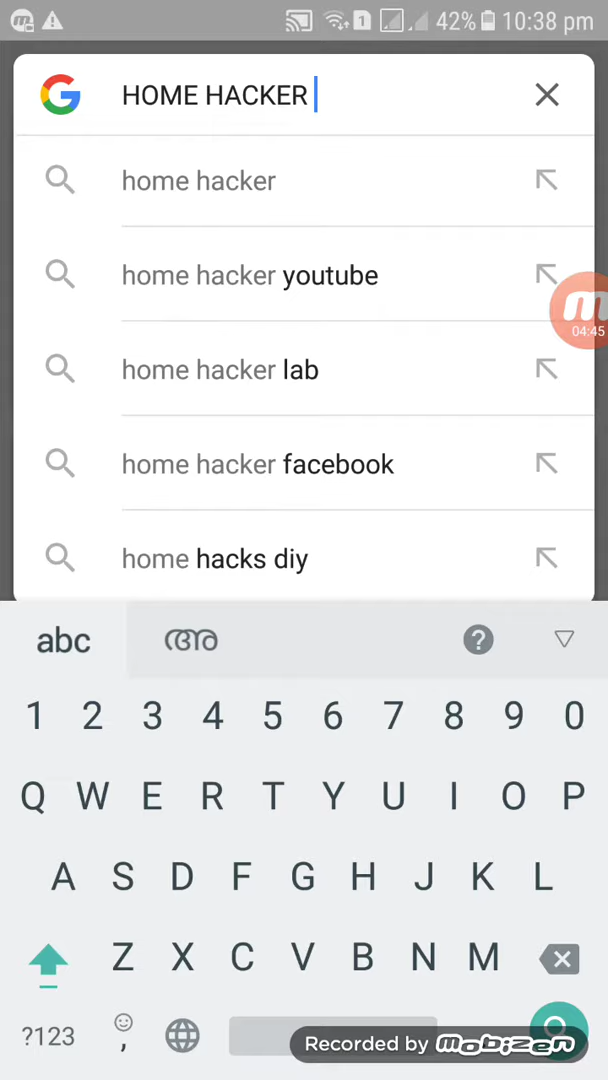 1 42% 10:38 pm
HOME HACKER
home hacker
home hacker youtube
home hacker lab
04:45
home hacker facebook
home hacks diy
abc അ
1 2 3 4 5 6 7 8 9 0
Q W E R T Y U I O P
A S D F G H J K L
Z X C V B N M
?123 ,
Recorded by mobizen